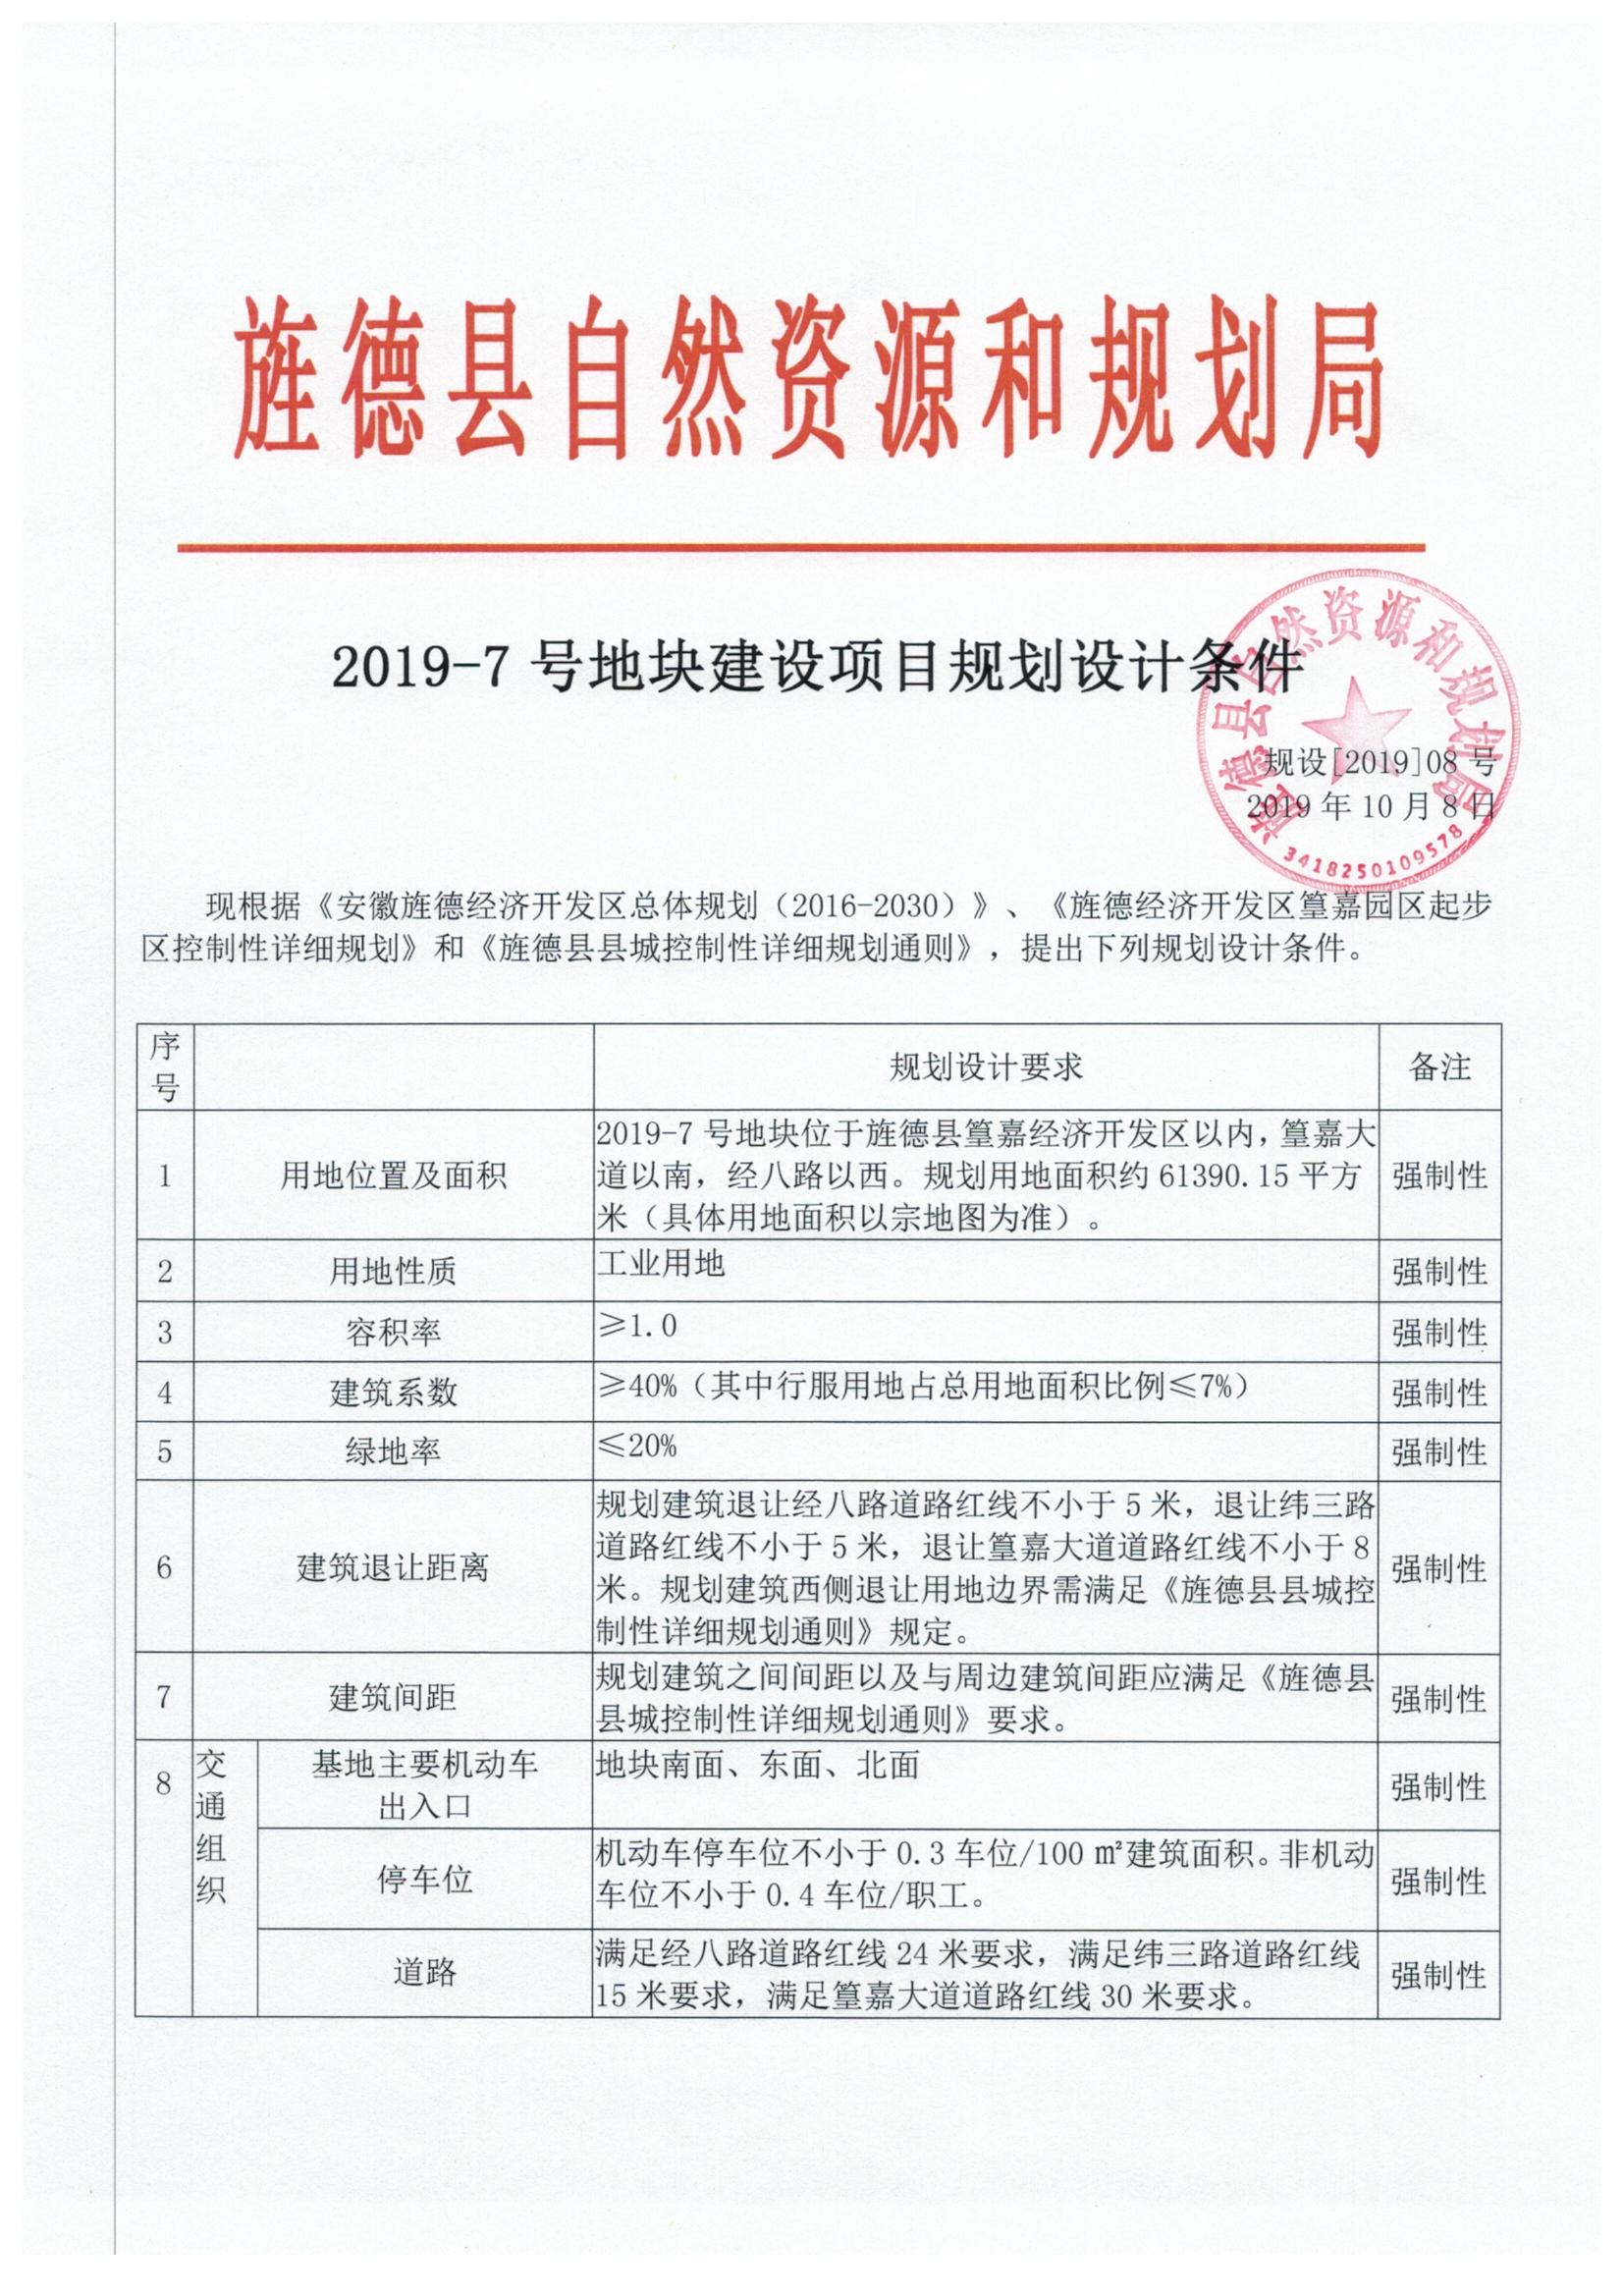 旌德县自然资源和规划局
2019-7 号地块建设项目规划设计条件
旌德县自然资源和规划局
3418250109578
规设[2019]08 号
2019 年 10 月 8 日
现根据《安徽旌德经济开发区总体规划（2016-2030）》、《旌德经济开发区篁嘉园区起步
区控制性详细规划》和《旌德县县城控制性详细规划通则》，提出下列规划设计条件。
序
号
规划设计要求
备注
1
用地位置及面积
2019-7 号地块位于旌德县篁嘉经济开发区以内，篁嘉大
道以南，经八路以西。规划用地面积约 61390.15 平方
米（具体用地面积以宗地图为准）。
强制性
2
用地性质
工业用地
强制性
3
容积率
≥1.0
强制性
4
建筑系数
≥40%（其中行服用地占总用地面积比例≤7%）
强制性
5
绿地率
≤20%
强制性
6
建筑退让距离
规划建筑退让经八路道路红线不小于 5 米，退让纬三路
道路红线不小于 5 米，退让篁嘉大道道路红线不小于 8
米。规划建筑西侧退让用地边界需满足《旌德县县城控
制性详细规划通则》规定。
强制性
7
建筑间距
规划建筑之间间距以及与周边建筑间距应满足《旌德县
县城控制性详细规划通则》要求。
强制性
8
交
通
组
织
基地主要机动车
出入口
地块南面、东面、北面
强制性
停车位
机动车停车位不小于 0.3 车位/100 ㎡建筑面积。非机动
车位不小于 0.4 车位/职工。
强制性
道路
满足经八路道路红线 24 米要求，满足纬三路道路红线
15 米要求，满足篁嘉大道道路红线 30 米要求。
强制性